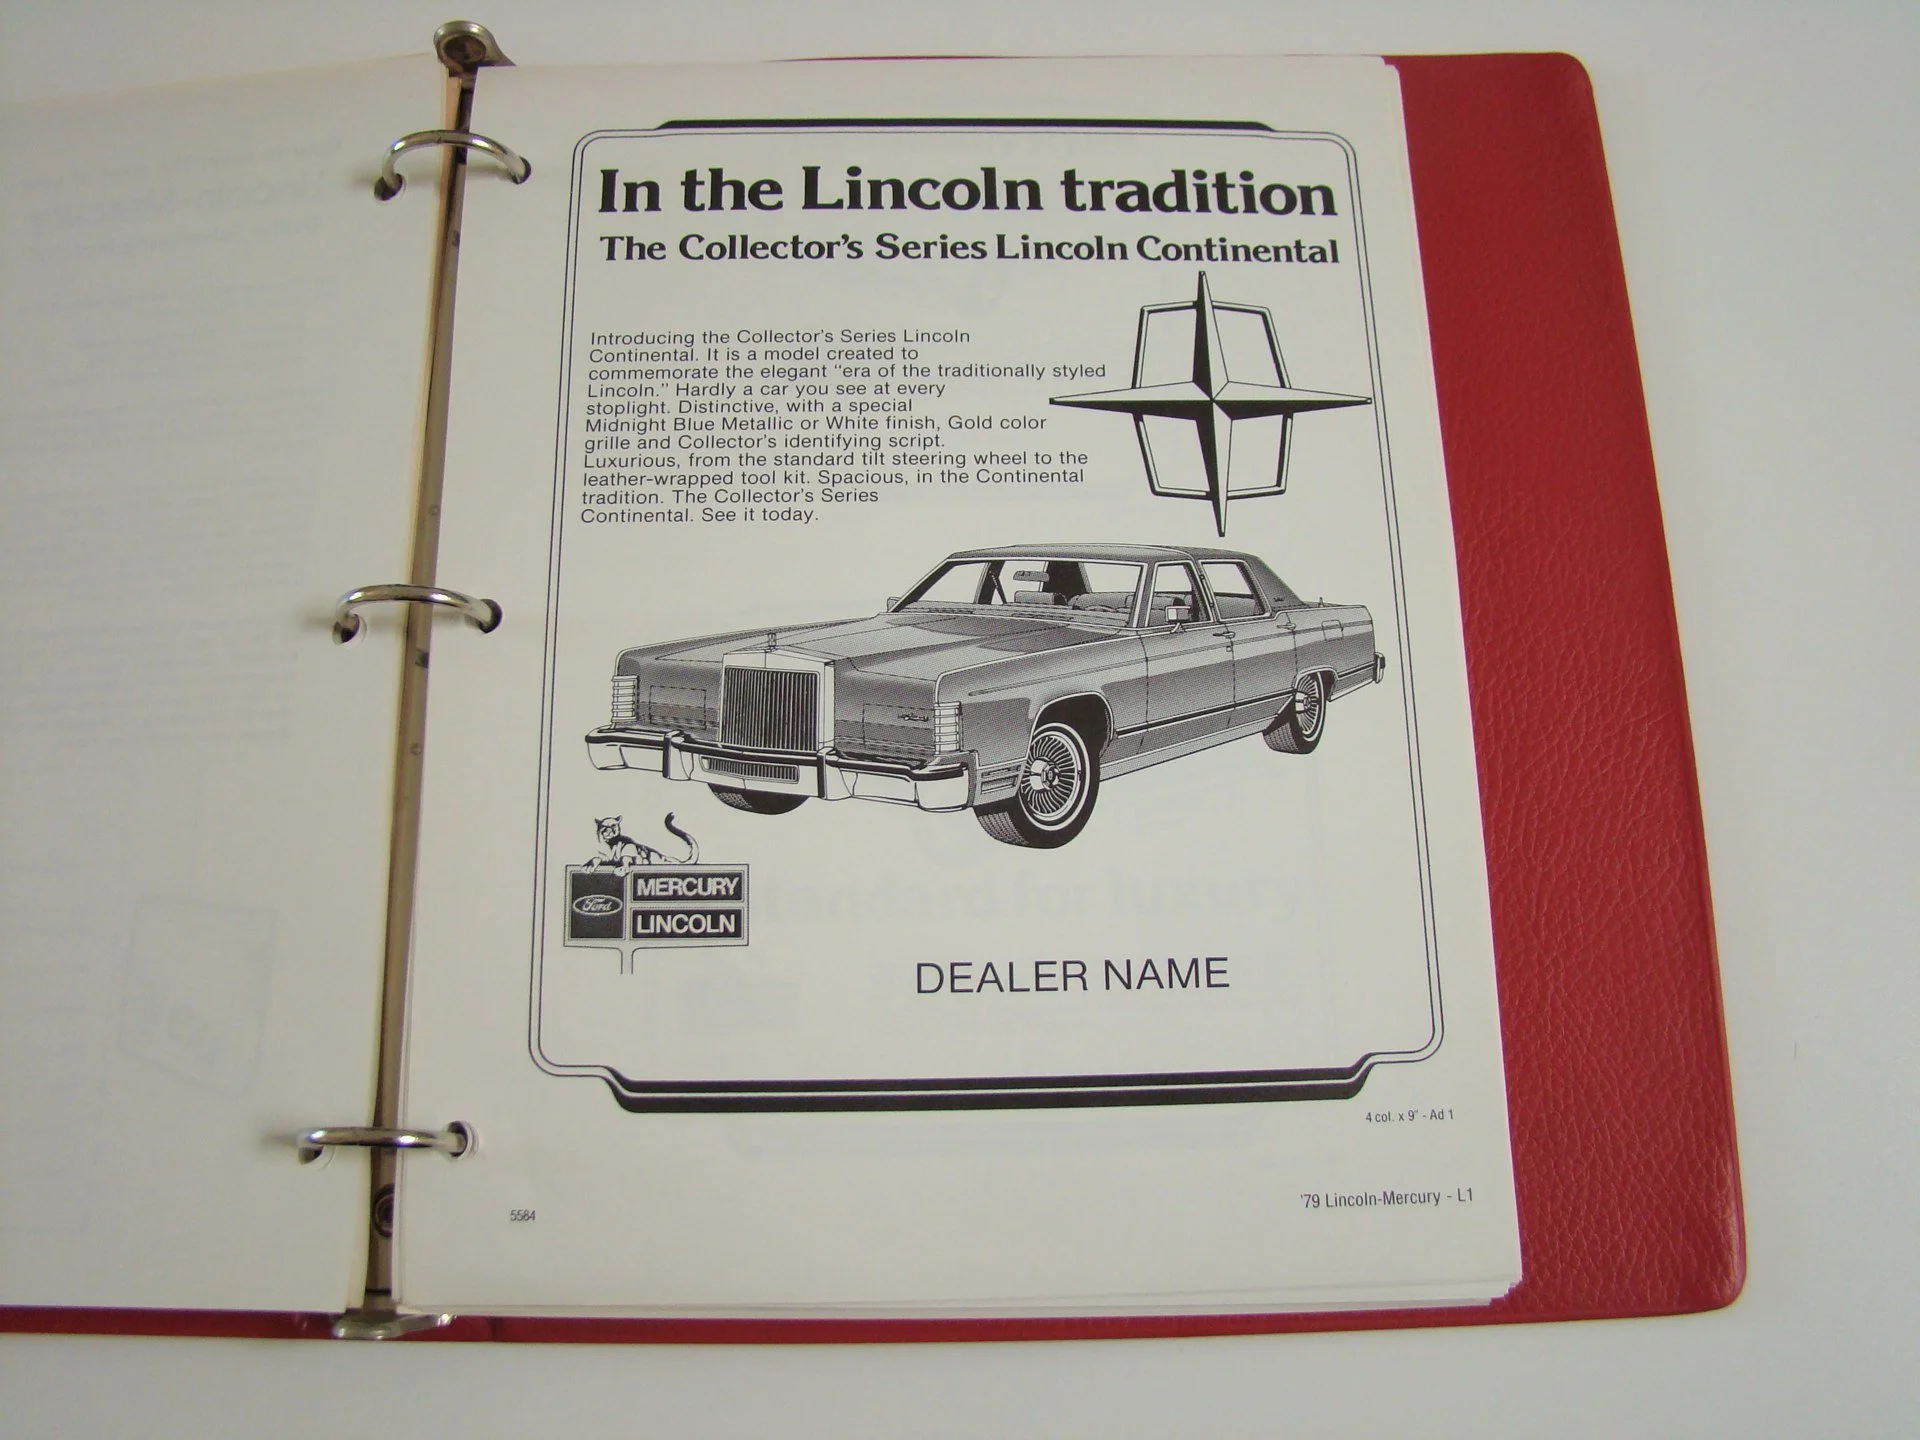 In the Lincoln tradition
The Collector's Series Lincoln Continental
Introducing the Collector's Series Lincoln
Continental. It is a model created to
commemorate the elegant "era of the traditionally styled
Lincoln." Hardly a car you see at every
stoplight. Distinctive, with a special
Midnight Blue Metallic or White finish, Gold color
grille and Collector's identifying script.
Luxurious, from the standard tilt steering wheel to the
leather-wrapped tool kit. Spacious, in the Continental
tradition. The Collector's Series
Continental. See it today.
Ford
MERCURY
LINCOLN
DEALER NAME
4 col. x 9" - Ad 1
'79 Lincoln-Mercury - L1
5584